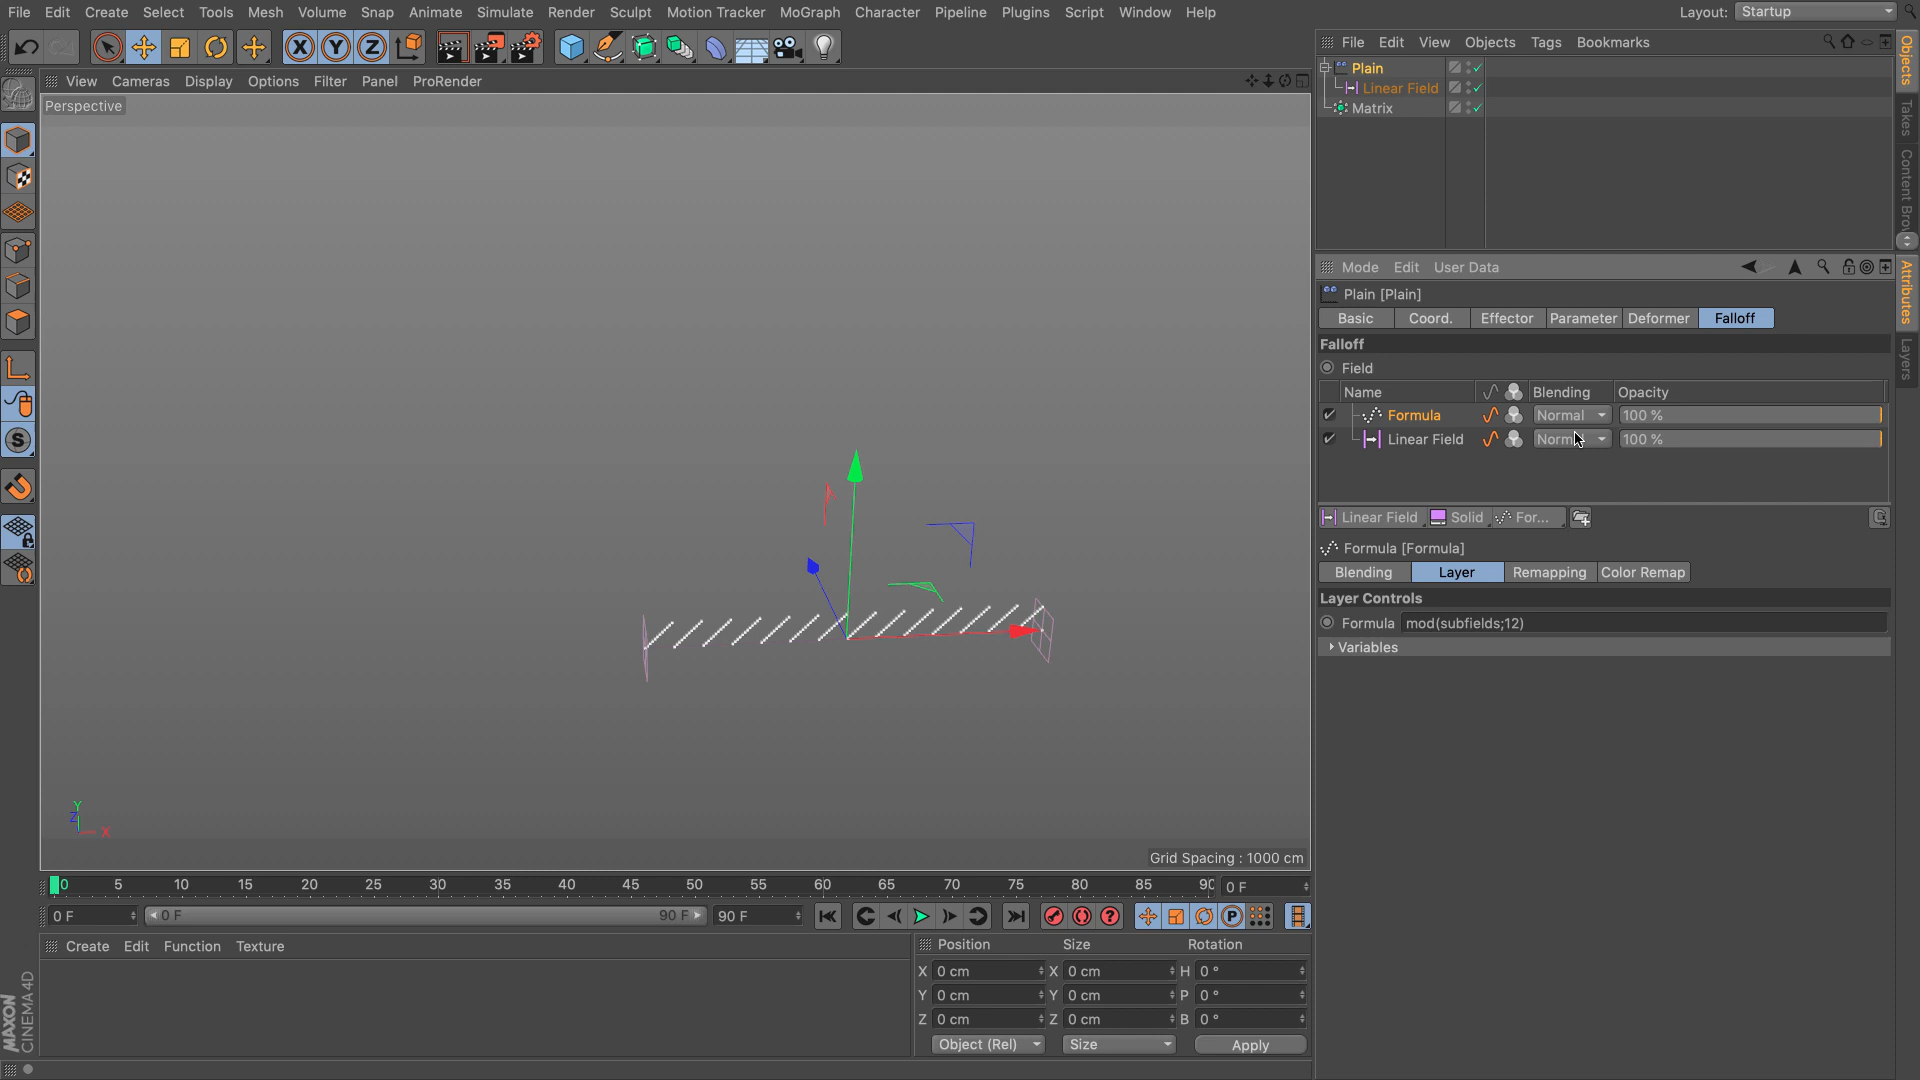 File Edit Create Select Tools Mesh Volume Snap Animate Simulate Render Sculpt Motion Tracker MoGraph Character Pipeline Plugins Script Window Help Layout: Startup
X Y Z
File Edit View Objects Tags Bookmarks
View Cameras Display Options Filter Panel ProRender
Plain
Linear Field
Matrix
Objects
Takes
Attributes
Layers
Perspective
Mode Edit User Data
Plain [Plain]
Basic Coord. Effector Parameter Deformer Falloff
Falloff
Field
Name Blending Opacity
Formula Normal 100 %
Linear Field 100 %
Linear Field Solid For...
Formula [Formula]
Blending Layer Remapping Color Remap
Layer Controls
Formula mod(subfields;12)
Variables
Y
Z
X
Grid Spacing : 1000 cm
0 5 10 15 20 25 30 35 40 45 50 55 60 65 70 75 80 85 90 0 F
0 F 0 F 90 F 90 F
Create Edit Function Texture
Position Size Rotation
X 0 cm X 0 cm H 0 °
Y 0 cm Y 0 cm P 0 °
Z 0 cm Z 0 cm B 0 °
Object (Rel) Size Apply
MAXON
CINEMA 4D